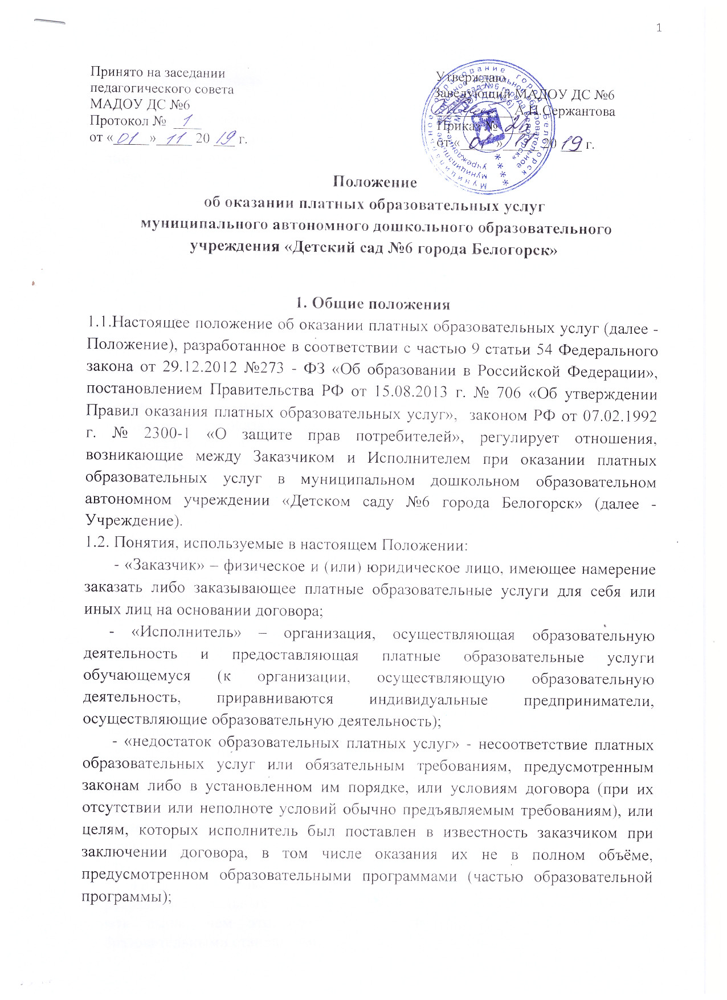 1
Принято на заседании
педагогического совета
МАДОУ ДС №6
Протокол № 1
от «01» 11 2019 г.
Утверждаю
Заведующий МАДОУ ДС №6
А.П.Сержантова
Приказ №
от «01» 11 2019 г.
Положение
об оказании платных образовательных услуг
муниципального автономного дошкольного образовательного
учреждения «Детский сад №6 города Белогорск»
1. Общие положения
1.1.Настоящее положение об оказании платных образовательных услуг (далее -
Положение), разработанное в соответствии с частью 9 статьи 54 Федерального
закона от 29.12.2012 №273 - ФЗ «Об образовании в Российской Федерации»,
постановлением Правительства РФ от 15.08.2013 г. № 706 «Об утверждении
Правил оказания платных образовательных услуг», законом РФ от 07.02.1992
г. № 2300-1 «О защите прав потребителей», регулирует отношения,
возникающие между Заказчиком и Исполнителем при оказании платных
образовательных услуг в муниципальном дошкольном образовательном
автономном учреждении «Детском саду №6 города Белогорск» (далее -
Учреждение).
1.2. Понятия, используемые в настоящем Положении:
- «Заказчик» – физическое и (или) юридическое лицо, имеющее намерение
заказать либо заказывающее платные образовательные услуги для себя или
иных лиц на основании договора;
- «Исполнитель» – организация, осуществляющая образовательную
деятельность и предоставляющая платные образовательные услуги
обучающемуся (к организации, осуществляющую образовательную
деятельность, приравниваются индивидуальные предприниматели,
осуществляющие образовательную деятельность);
- «недостаток образовательных платных услуг» - несоответствие платных
образовательных услуг или обязательным требованиям, предусмотренным
законам либо в установленном им порядке, или условиям договора (при их
отсутствии или неполноте условий обычно предъявляемым требованиям), или
целям, которых исполнитель был поставлен в известность заказчиком при
заключении договора, в том числе оказания их не в полном объёме,
предусмотренном образовательными программами (частью образовательной
программы);